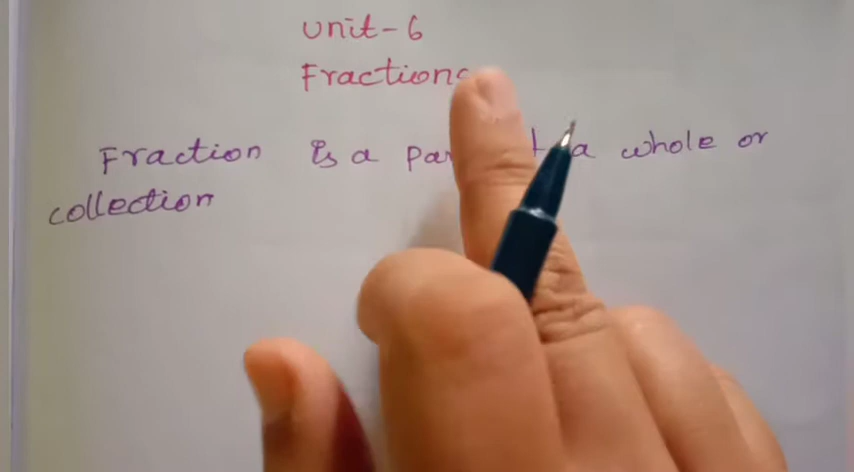 Unit-6
Fractions
Fraction is a a whole or
collection